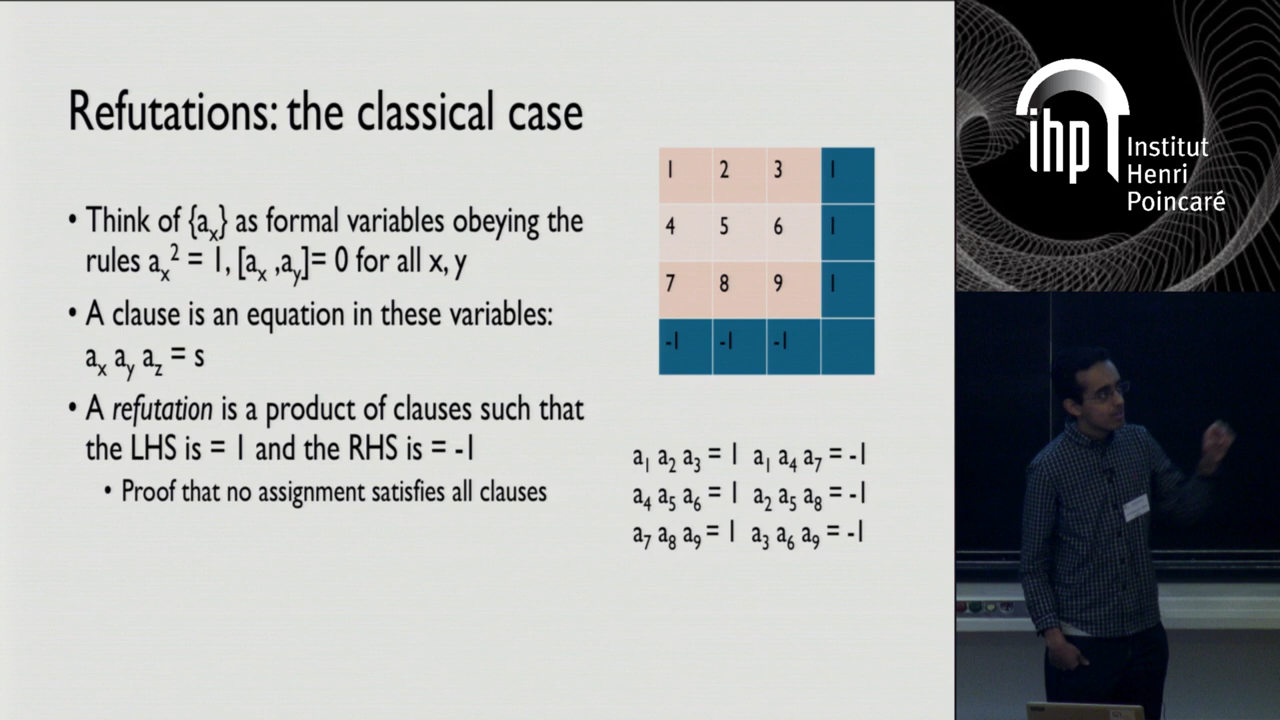 Refutations: the classical case
• Think of {aₓ} as formal variables obeying the
rules aₓ² = 1, [aₓ ,aᵧ]= 0 for all x, y
• A clause is an equation in these variables:
aₓ aᵧ a_z = s
• A refutation is a product of clauses such that
the LHS is = 1 and the RHS is = -1
• Proof that no assignment satisfies all clauses
1 2 3 1
4 5 6 1
7 8 9 1
-1 -1 -1
a₁ a₂ a₃ = 1 a₁ a₄ a₇ = -1
a₄ a₅ a₆ = 1 a₂ a₅ a₈ = -1
a₇ a₈ a₉ = 1 a₃ a₆ a₉ = -1
ihp
Institut
Henri
Poincaré